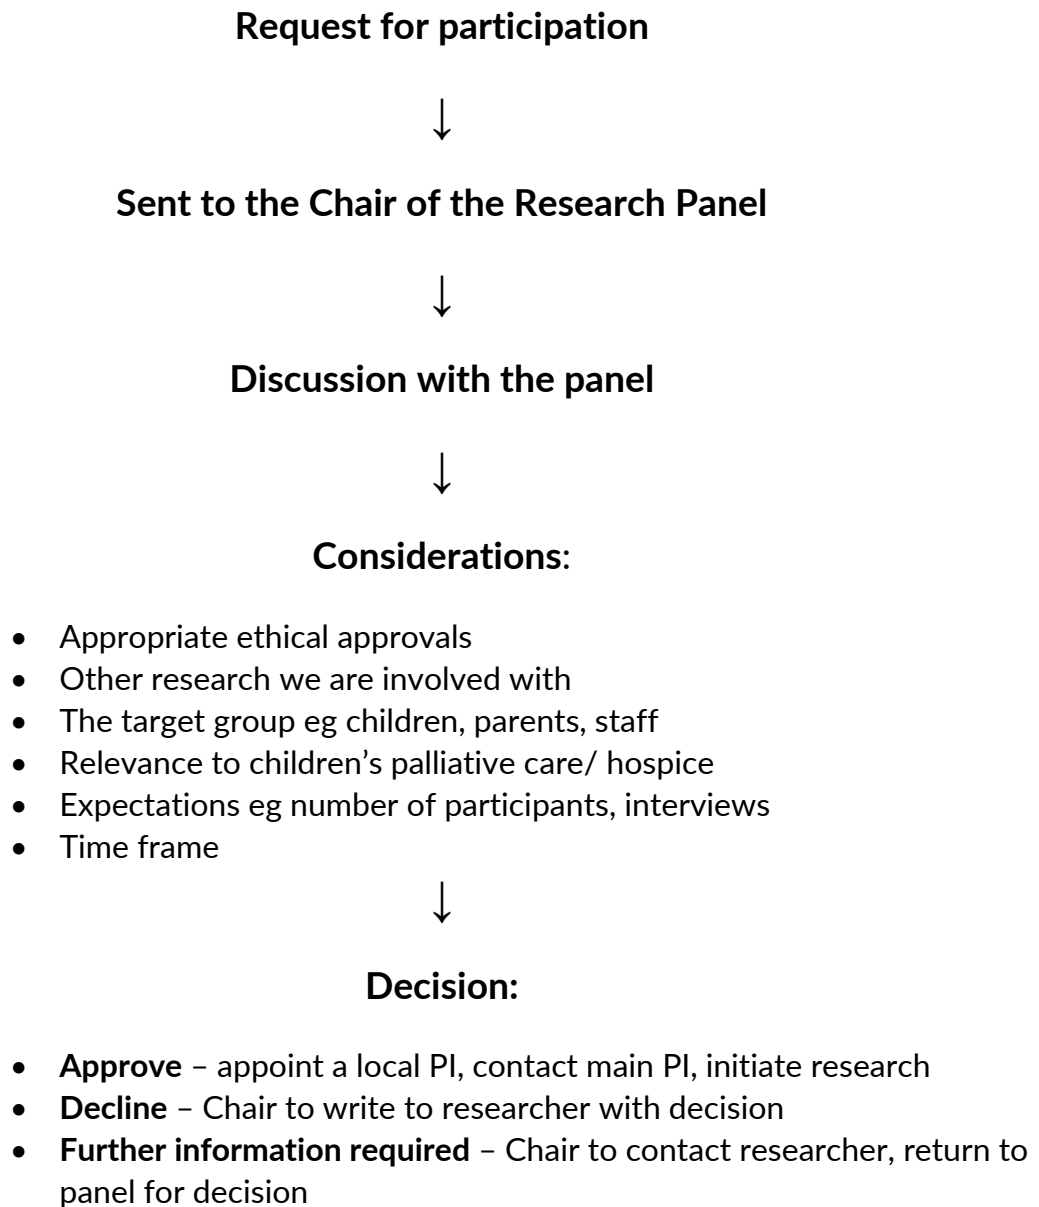 Request for participation
↓
Sent to the Chair of the Research Panel
↓
Discussion with the panel
↓
Considerations:
• Appropriate ethical approvals
• Other research we are involved with
• The target group eg children, parents, staff
• Relevance to children’s palliative care/ hospice
• Expectations eg number of participants, interviews
• Time frame
↓
Decision:
• Approve – appoint a local PI, contact main PI, initiate research
• Decline – Chair to write to researcher with decision
• Further information required – Chair to contact researcher, return to
panel for decision